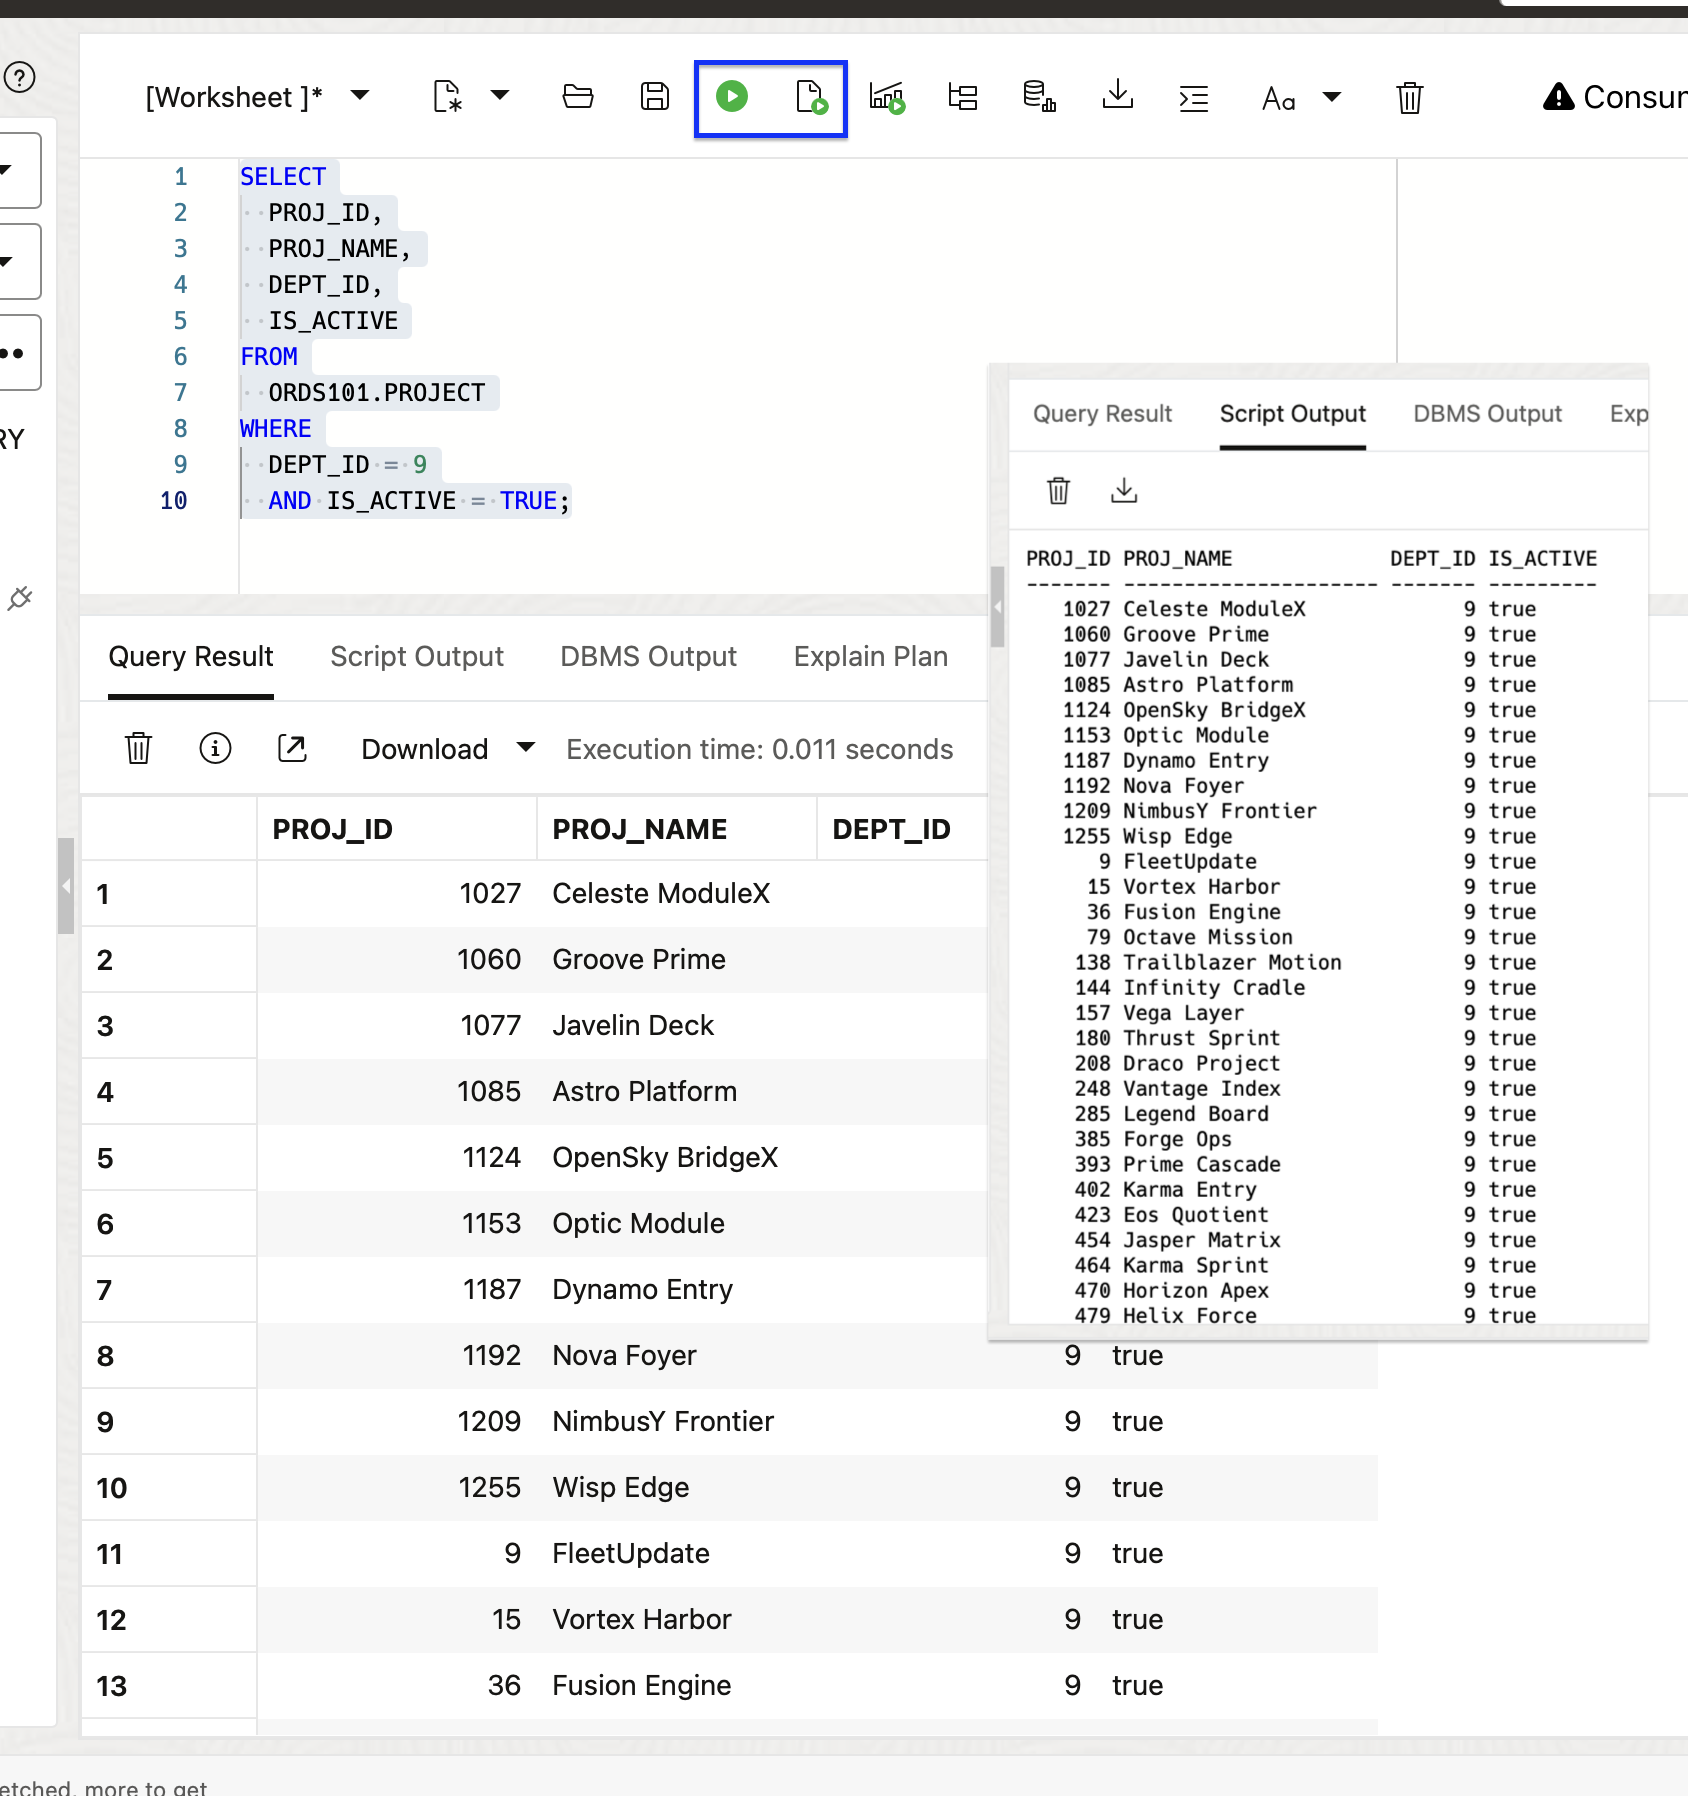 [Worksheet ]*
Aa
Consum
1 SELECT
2 PROJ_ID,
3 PROJ_NAME,
4 DEPT_ID,
5 IS_ACTIVE
6 FROM
7 ORDS101.PROJECT
8 WHERE
9 DEPT_ID = 9
10 AND IS_ACTIVE = TRUE;
RY
Query Result Script Output DBMS Output Explain Plan
Download Execution time: 0.011 seconds
PROJ_ID PROJ_NAME DEPT_ID
1 1027 Celeste ModuleX
2 1060 Groove Prime
3 1077 Javelin Deck
4 1085 Astro Platform
5 1124 OpenSky BridgeX
6 1153 Optic Module
7 1187 Dynamo Entry
8 1192 Nova Foyer 9 true
9 1209 NimbusY Frontier 9 true
10 1255 Wisp Edge 9 true
11 9 FleetUpdate 9 true
12 15 Vortex Harbor 9 true
13 36 Fusion Engine 9 true
Query Result Script Output DBMS Output Exp
PROJ_ID PROJ_NAME DEPT_ID IS_ACTIVE
------- --------------------- ------- ---------
1027 Celeste ModuleX 9 true
1060 Groove Prime 9 true
1077 Javelin Deck 9 true
1085 Astro Platform 9 true
1124 OpenSky BridgeX 9 true
1153 Optic Module 9 true
1187 Dynamo Entry 9 true
1192 Nova Foyer 9 true
1209 NimbusY Frontier 9 true
1255 Wisp Edge 9 true
9 FleetUpdate 9 true
15 Vortex Harbor 9 true
36 Fusion Engine 9 true
79 Octave Mission 9 true
138 Trailblazer Motion 9 true
144 Infinity Cradle 9 true
157 Vega Layer 9 true
180 Thrust Sprint 9 true
208 Draco Project 9 true
248 Vantage Index 9 true
285 Legend Board 9 true
385 Forge Ops 9 true
393 Prime Cascade 9 true
402 Karma Entry 9 true
423 Eos Quotient 9 true
454 Jasper Matrix 9 true
464 Karma Sprint 9 true
470 Horizon Apex 9 true
479 Helix Force 9 true
etched, more to get